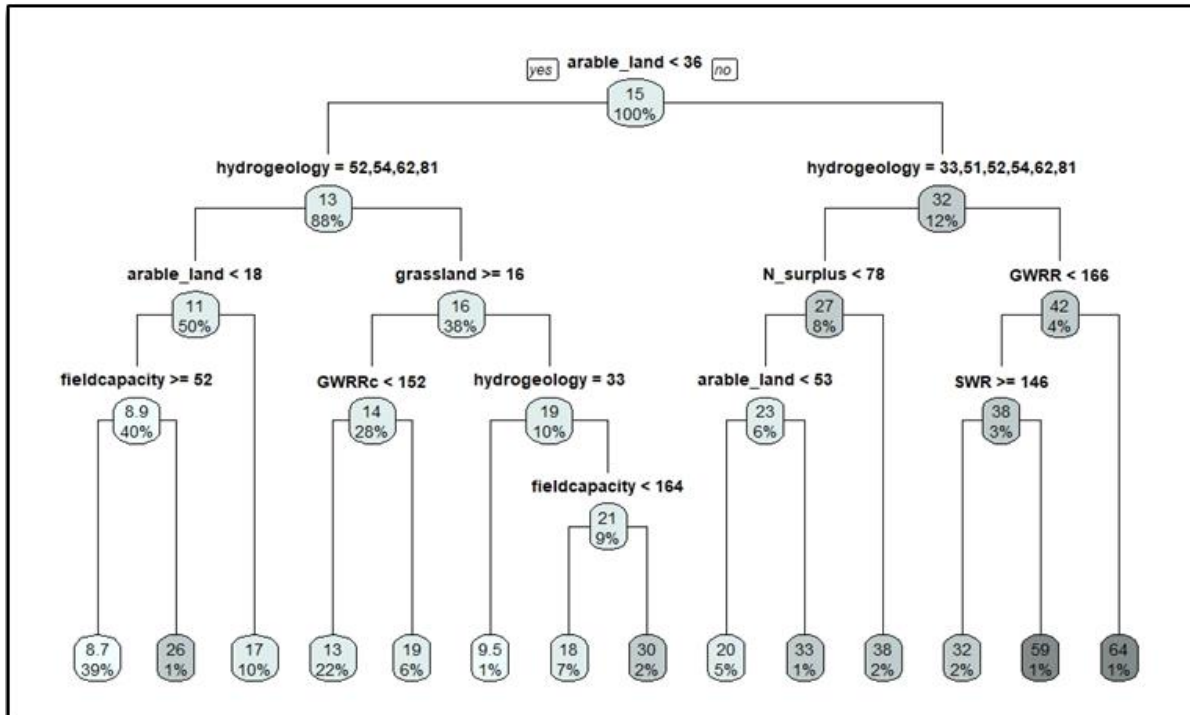 yes arable_land < 36 no
15
100%
hydrogeology = 52,54,62,81 hydrogeology = 33,51,52,54,62,81
13 32
88% 12%
arable_land < 18 grassland >= 16 N_surplus < 78 GWRR < 166
11 16 27 42
50% 38% 8% 4%
fieldcapacity >= 52 GWRRc < 152 hydrogeology = 33 arable_land < 53 SWR >= 146
8.9 14 19 23 38
40% 28% 10% 6% 3%
fieldcapacity < 164
21
9%
8.7 26 17 13 19 9.5 18 30 20 33 38 32 59 64
39% 1% 10% 22% 6% 1% 7% 2% 5% 1% 2% 2% 1% 1%